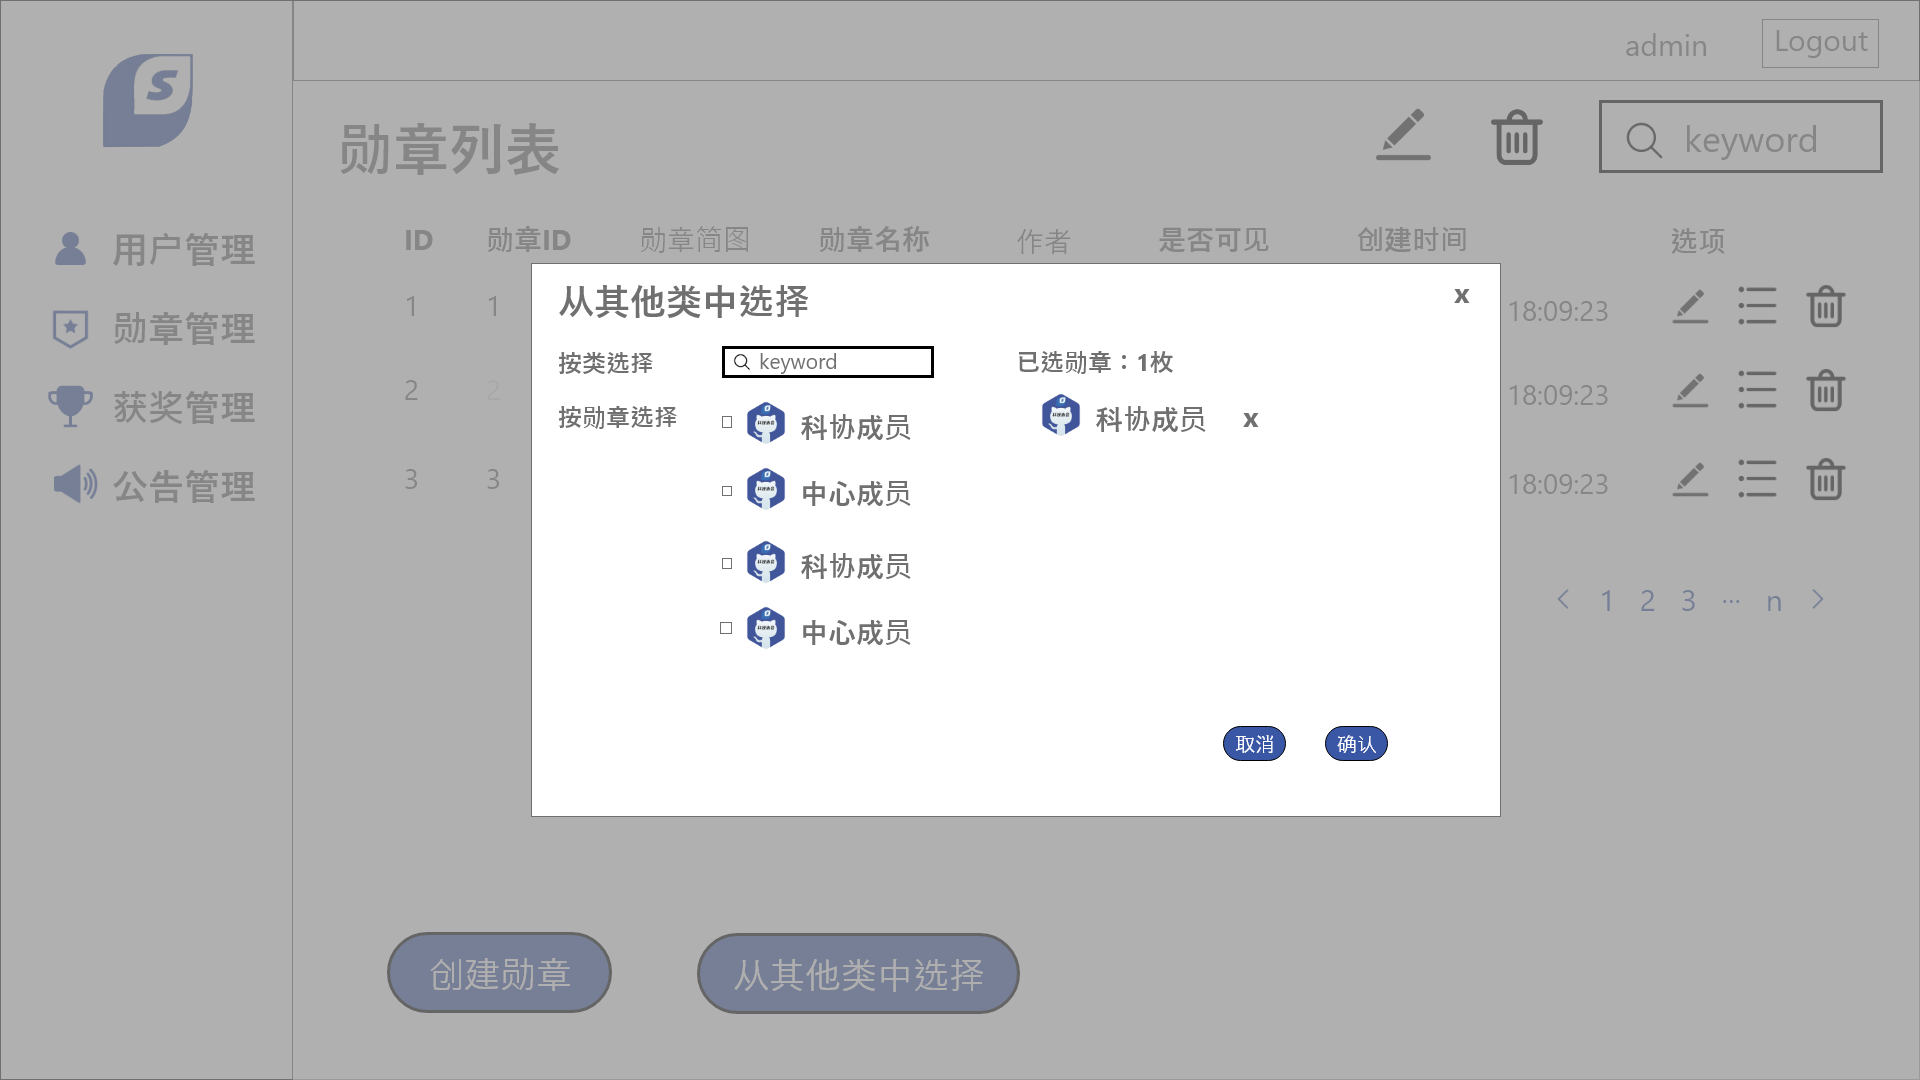 S
admin
Logout
勋章列表
keyword
用户管理
勋章管理
获奖管理
公告管理
ID 勋章ID 勋章简图 勋章名称 作者 是否可见 创建时间 选项
1 1 18:09:23
2 2 18:09:23
3 3 18:09:23
从其他类中选择 x
按类选择 keyword 已选勋章：1枚
按勋章选择 科协成员 科协成员 x
中心成员
科协成员
中心成员
取消 确认
1 2 3 ··· n
创建勋章 从其他类中选择